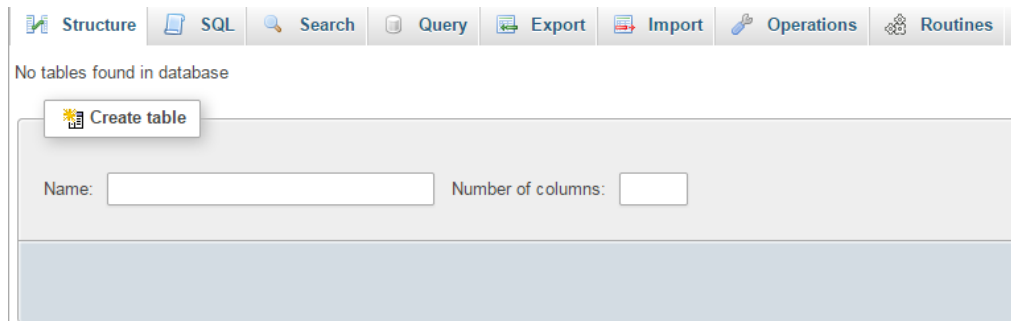 Structure SQL Search Query Export Import Operations Routines
No tables found in database
Create table
Name: Number of columns: